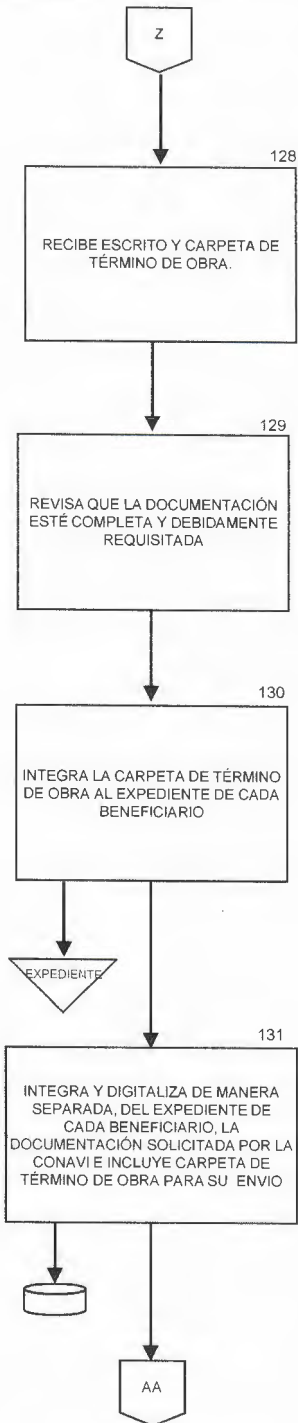 Z
128
RECIBE ESCRITO Y CARPETA DE
TÉRMINO DE OBRA.
129
REVISA QUE LA DOCUMENTACIÓN
ESTÉ COMPLETA Y DEBIDAMENTE
REQUISITADA
130
INTEGRA LA CARPETA DE TÉRMINO
DE OBRA AL EXPEDIENTE DE CADA
BENEFICIARIO
EXPEDIENTE
131
INTEGRA Y DIGITALIZA DE MANERA
SEPARADA, DEL EXPEDIENTE DE
CADA BENEFICIARIO, LA
DOCUMENTACIÓN SOLICITADA POR LA
CONAVI E INCLUYE CARPETA DE
TÉRMINO DE OBRA PARA SU ENVIO
AA